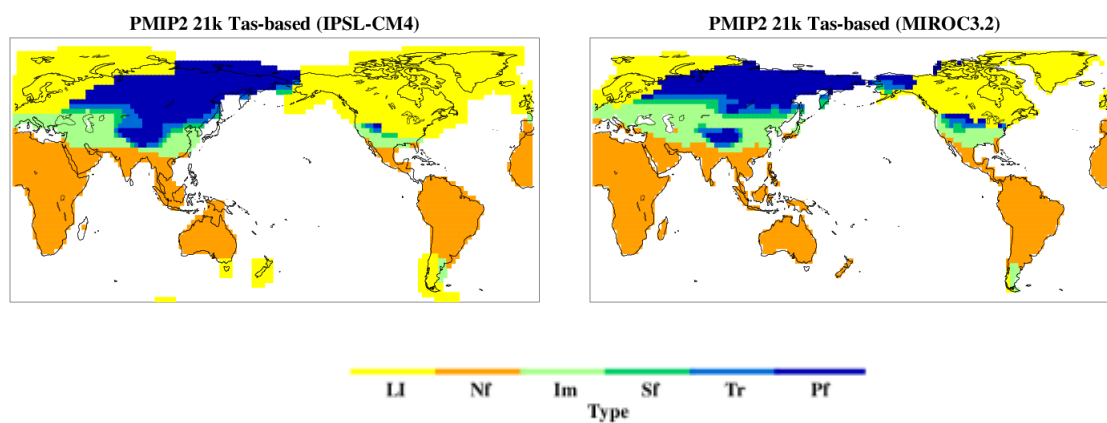 PMIP2 21k Tas-based (IPSL-CM4)
PMIP2 21k Tas-based (MIROC3.2)
LI Nf Im Sf Tr Pf
Type